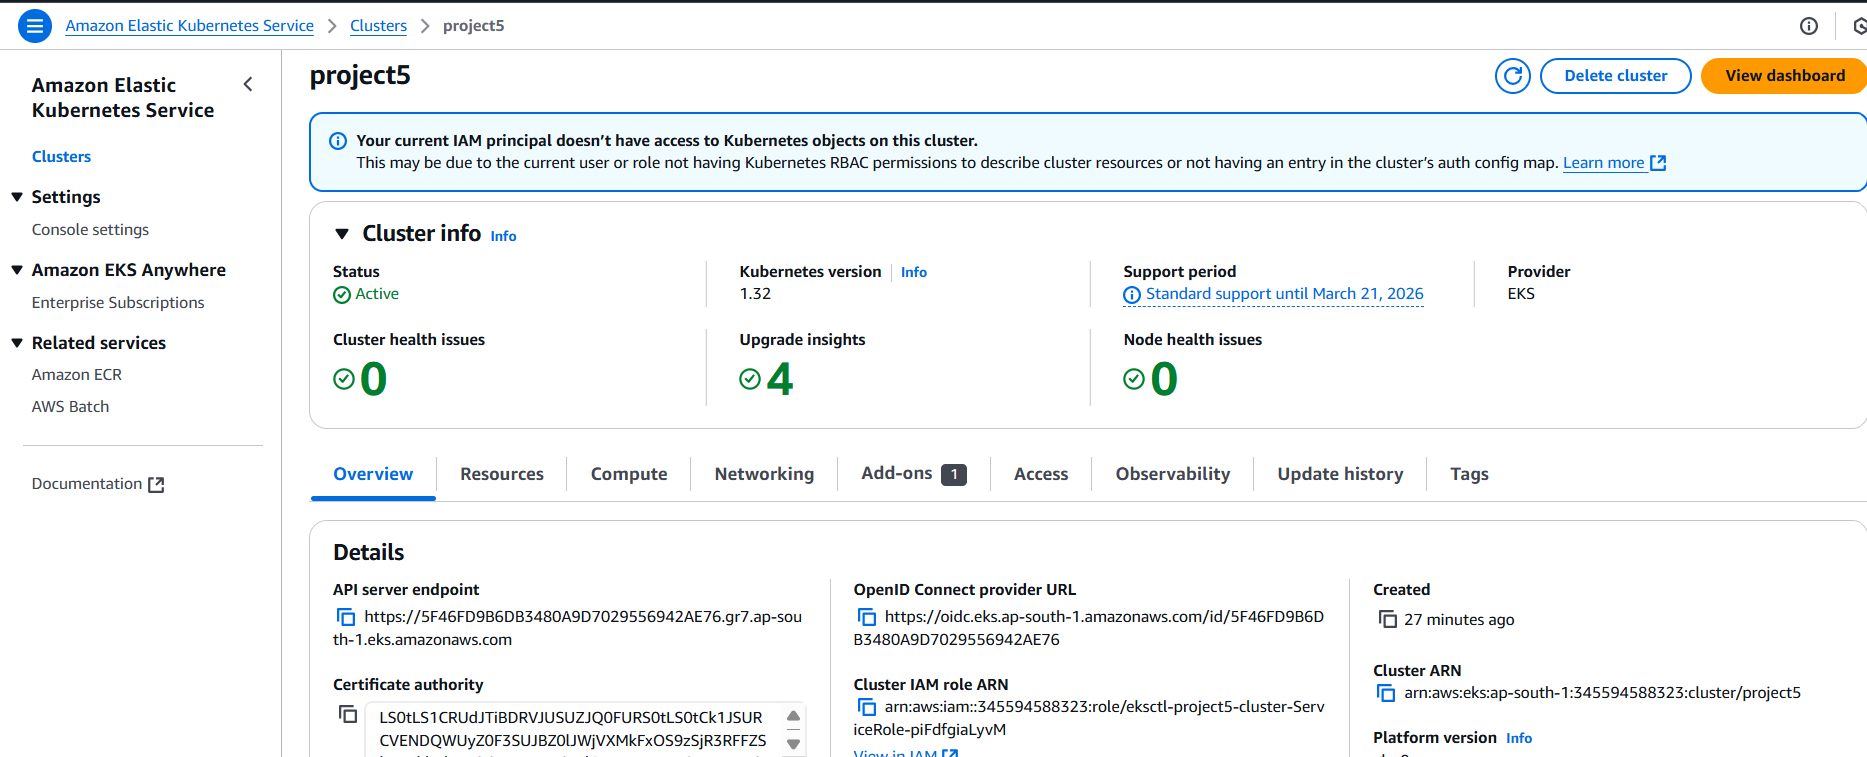 Amazon Elastic Kubernetes Service > Clusters > project5
Amazon Elastic
Kubernetes Service
Clusters
Settings
Console settings
Amazon EKS Anywhere
Enterprise Subscriptions
Related services
Amazon ECR
AWS Batch
Documentation
project5
Delete cluster
View dashboard
Your current IAM principal doesn't have access to Kubernetes objects on this cluster.
This may be due to the current user or role not having Kubernetes RBAC permissions to describe cluster resources or not having an entry in the cluster's auth config map. Learn more
Cluster info Info
Status
Active
Kubernetes version Info
1.32
Support period
Standard support until March 21, 2026
Provider
EKS
Cluster health issues
0
Upgrade insights
4
Node health issues
0
Overview Resources Compute Networking Add-ons 1 Access Observability Update history Tags
Details
API server endpoint
https://5F46FD9B6DB3480A9D7029556942AE76.gr7.ap-sou
th-1.eks.amazonaws.com
Certificate authority
LS0tLS1CRUdJTiBDRVJUSUZJQ0FURS0tLS0tCk1JSUR
CVENDQWUyZ0F3SUJBZ0lJWjVXMkFxOS9zSjR3RFFZS
OpenID Connect provider URL
https://oidc.eks.ap-south-1.amazonaws.com/id/5F46FD9B6D
B3480A9D7029556942AE76
Cluster IAM role ARN
arn:aws:iam::345594588323:role/eksctl-project5-cluster-Serv
iceRole-piFdfgiaLyvM
View in IAM
Created
27 minutes ago
Cluster ARN
arn:aws:eks:ap-south-1:345594588323:cluster/project5
Platform version Info